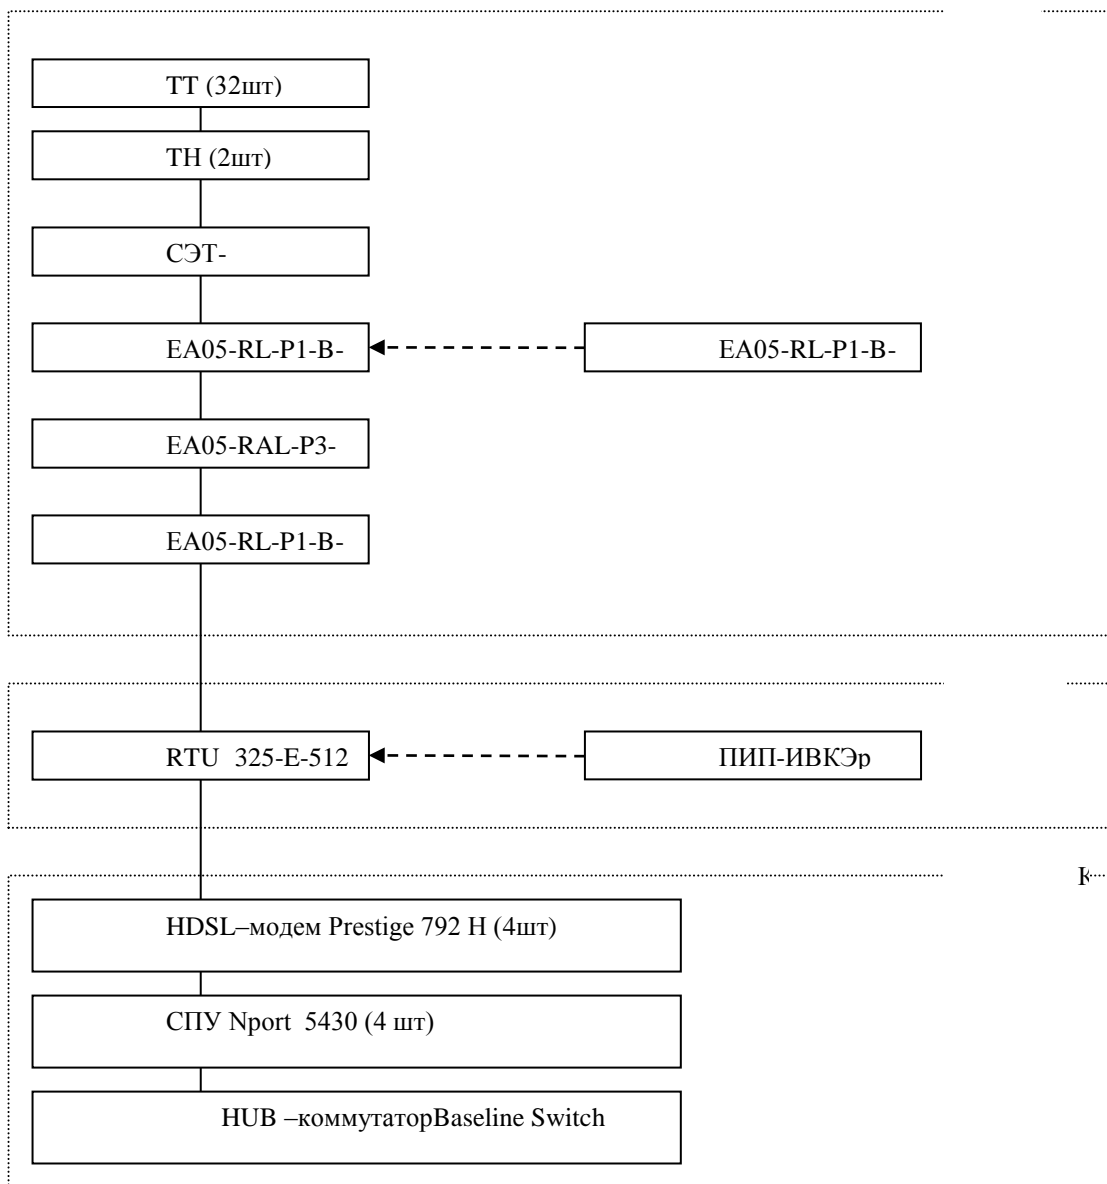 ТТ (32шт)
ТН (2шт)
СЭТ-
EA05-RL-P1-B-
EA05-RL-P1-B-
EA05-RAL-P3-
EA05-RL-P1-B-
RTU 325-E-512
ПИП-ИВКЭр
HDSL–модем Prestige 792 H (4шт)
СПУ Nport 5430 (4 шт)
HUB –коммутаторBaseline Switch